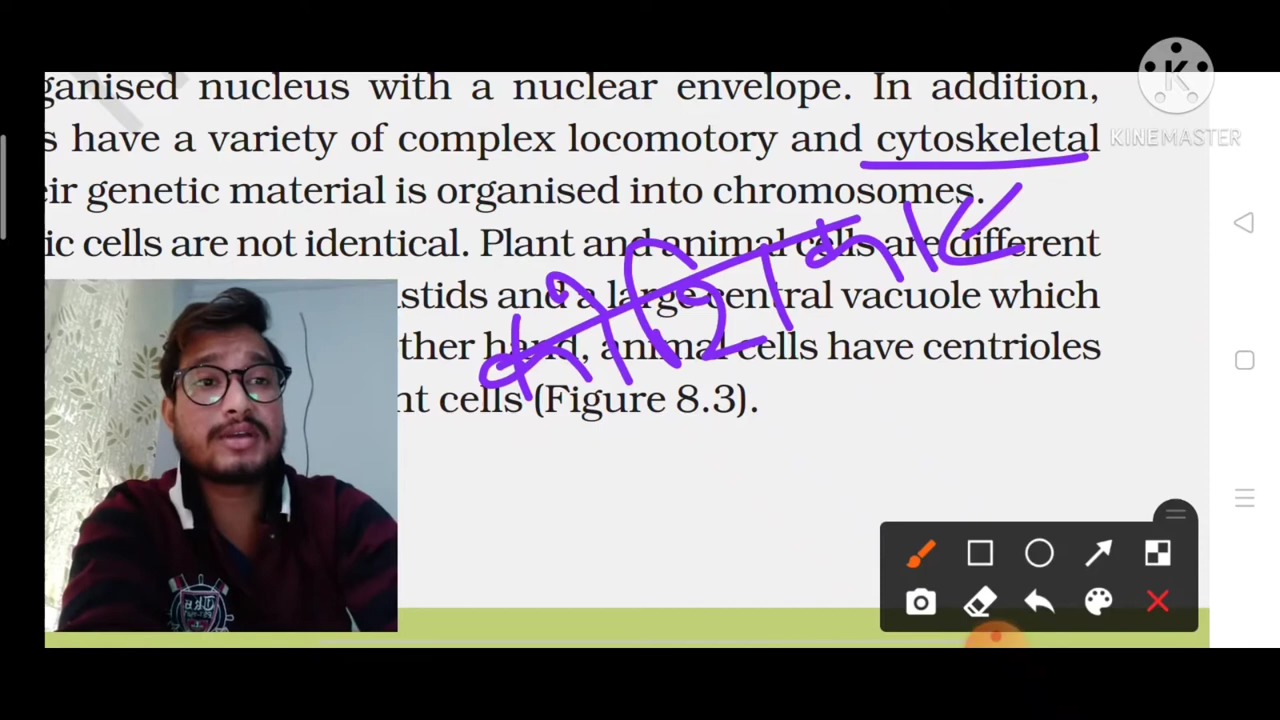 ganised nucleus with a nuclear envelope. In addition,
s have a variety of complex locomotory and cytoskeletal
eir genetic material is organised into chromosomes.
ic cells are not identical. Plant and animal cells are different
astids and a large central vacuole which
ther hand, animal cells have centrioles
nt cells (Figure 8.3).
KINEMASTER